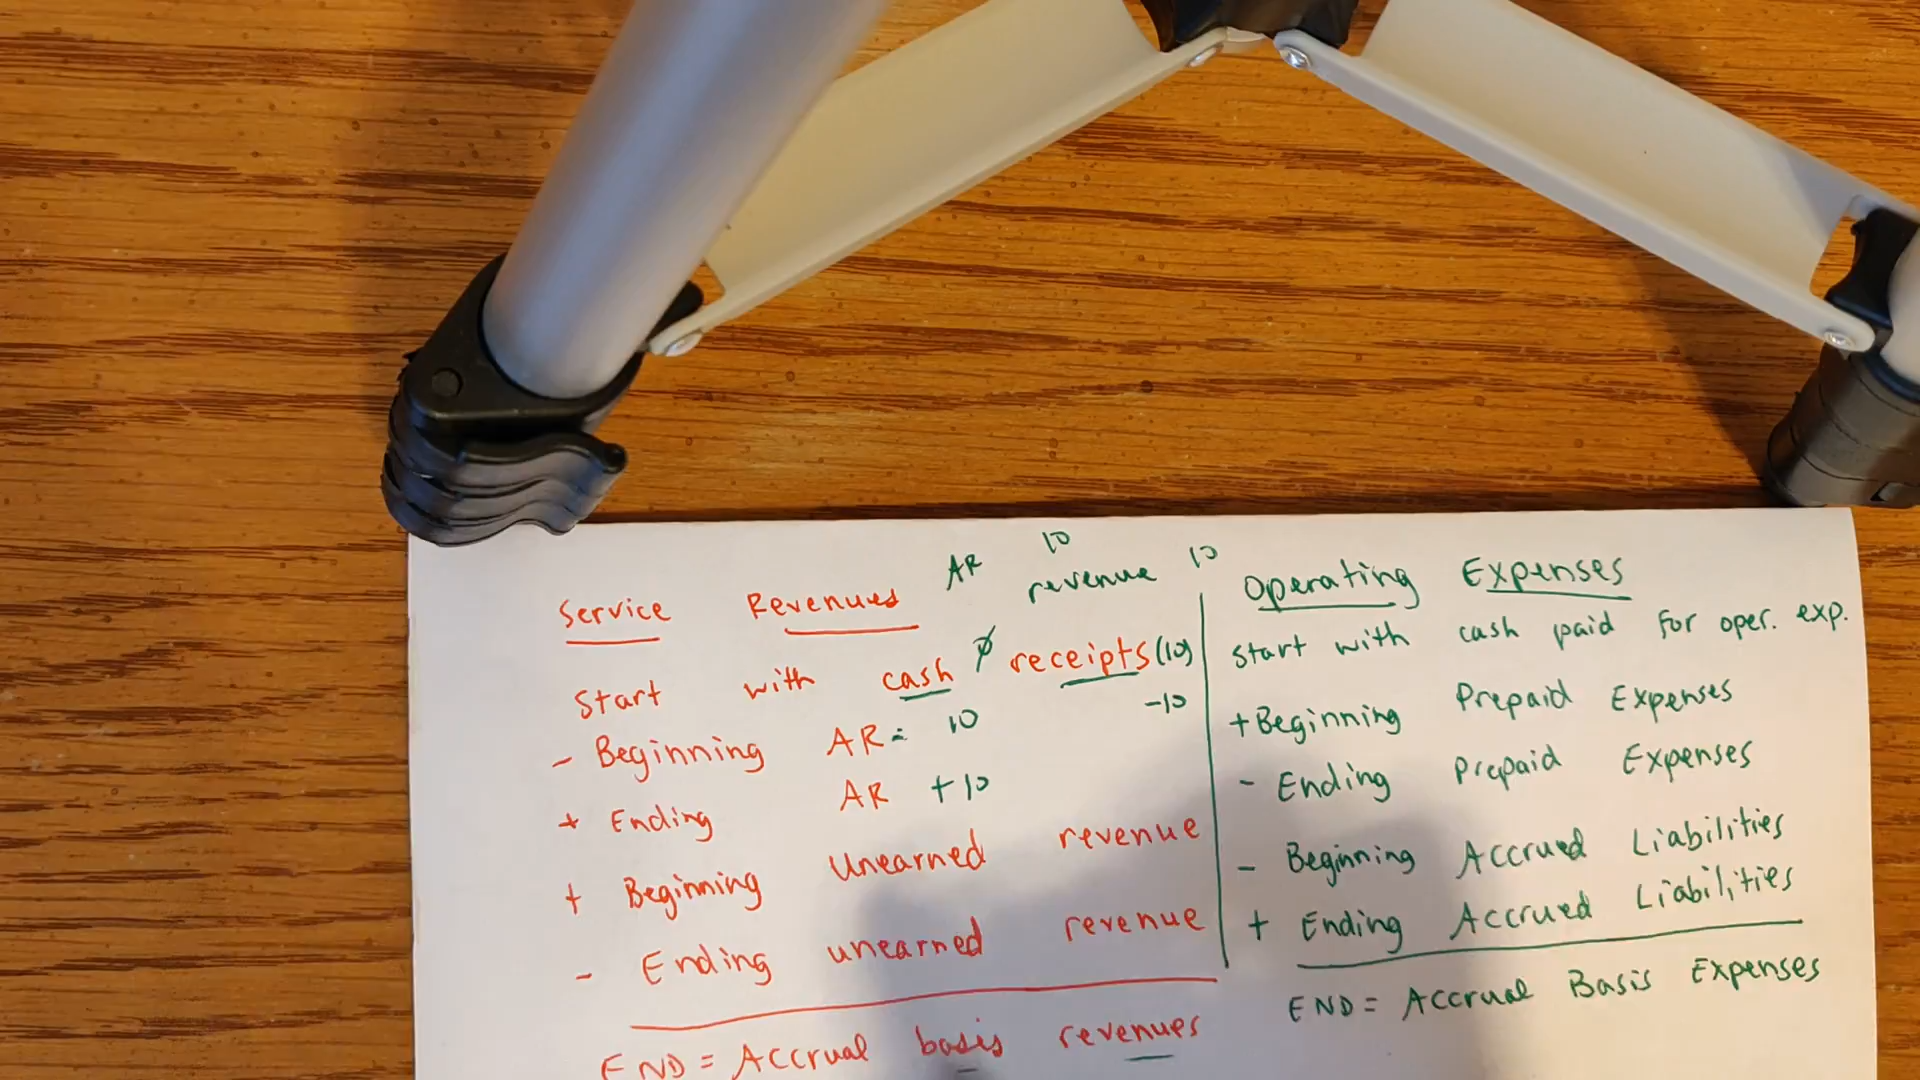 AR 10
revenue 10
Service Revenues
Start with cash receipts (10)
- Beginning AR = 10 -10
+ Ending AR +10
+ Beginning Unearned revenue
- Ending unearned revenue
END = Accrual basis revenues
Operating Expenses
Start with cash paid for oper. exp.
+ Beginning Prepaid Expenses
- Ending Prepaid Expenses
- Beginning Accrued Liabilities
+ Ending Accrued Liabilities
END = Accrual Basis Expenses